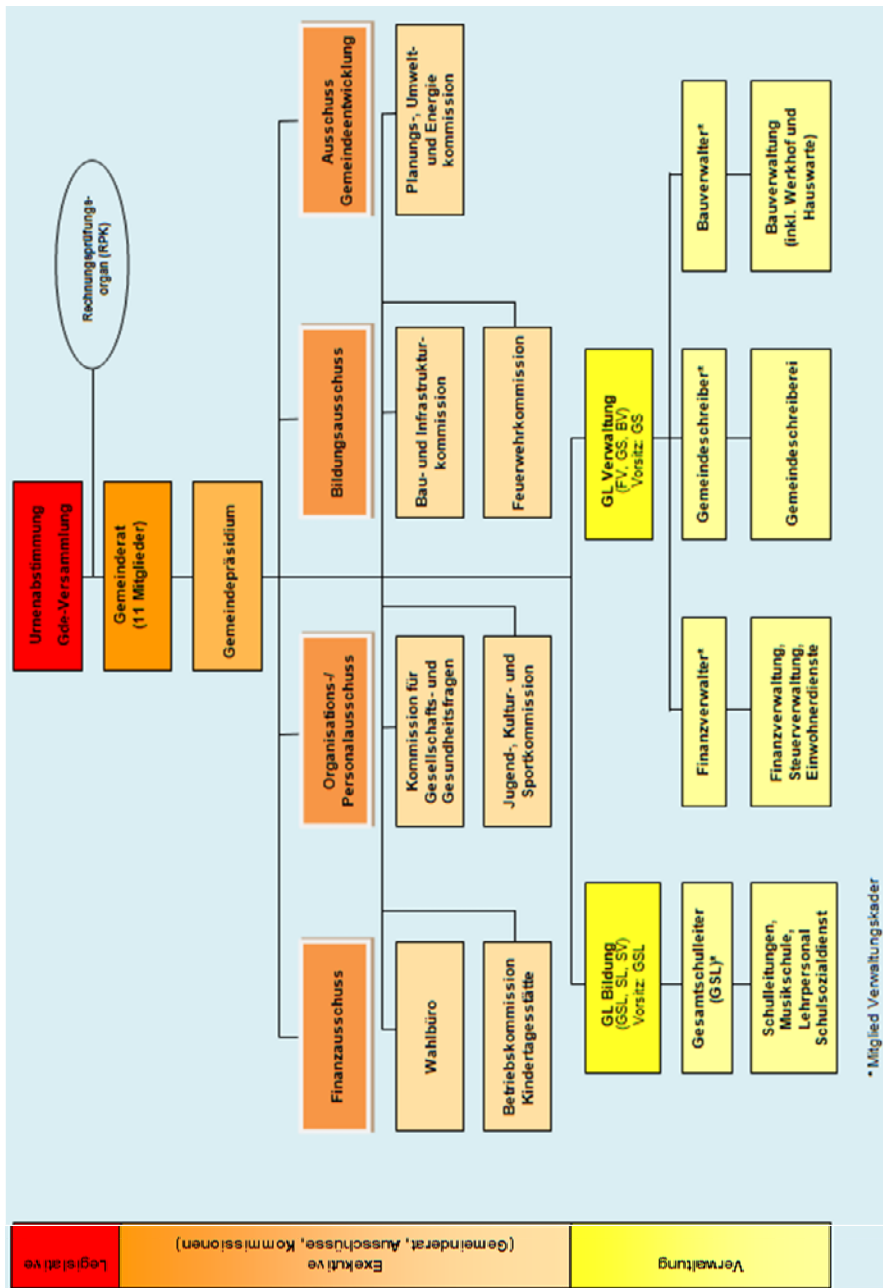 Legislative
Exekutive
(Gemeinderat, Ausschüsse, Kommissionen)
Verwaltung
Urnenabstimmung
Gde-Versammlung
Rechnungsprüfungs-
organ (RPK)
Gemeinderat
(11 Mitglieder)
Gemeindepräsidium
Finanzausschuss
Organisations-/
Personalausschuss
Bildungsausschuss
Ausschuss
Gemeindeentwicklung
Wahlbüro
Kommission für
Gesellschafts- und
Gesundheitsfragen
Bau- und Infrastruktur-
kommission
Planungs-, Umwelt-
und Energie
kommission
Betriebskommission
Kindertagesstätte
Jugend-, Kultur- und
Sportkommission
Feuerwehrkommission
GL Bildung
(GSL, SL, SV)
Vorsitz: GSL
GL Verwaltung
(FV, GS, BV)
Vorsitz: GS
Gesamtschulleiter
(GSL)*
Finanzverwalter*
Gemeindeschreiber*
Bauverwalter*
Schulleitungen,
Musikschule,
Lehrpersonal
Schulsozialdienst
Finanzverwaltung,
Steuerverwaltung,
Einwohnerdienste
Gemeindeschreiberei
Bauverwaltung
(inkl. Werkhof und
Hauswarte)
* Mitglied Verwaltungskader